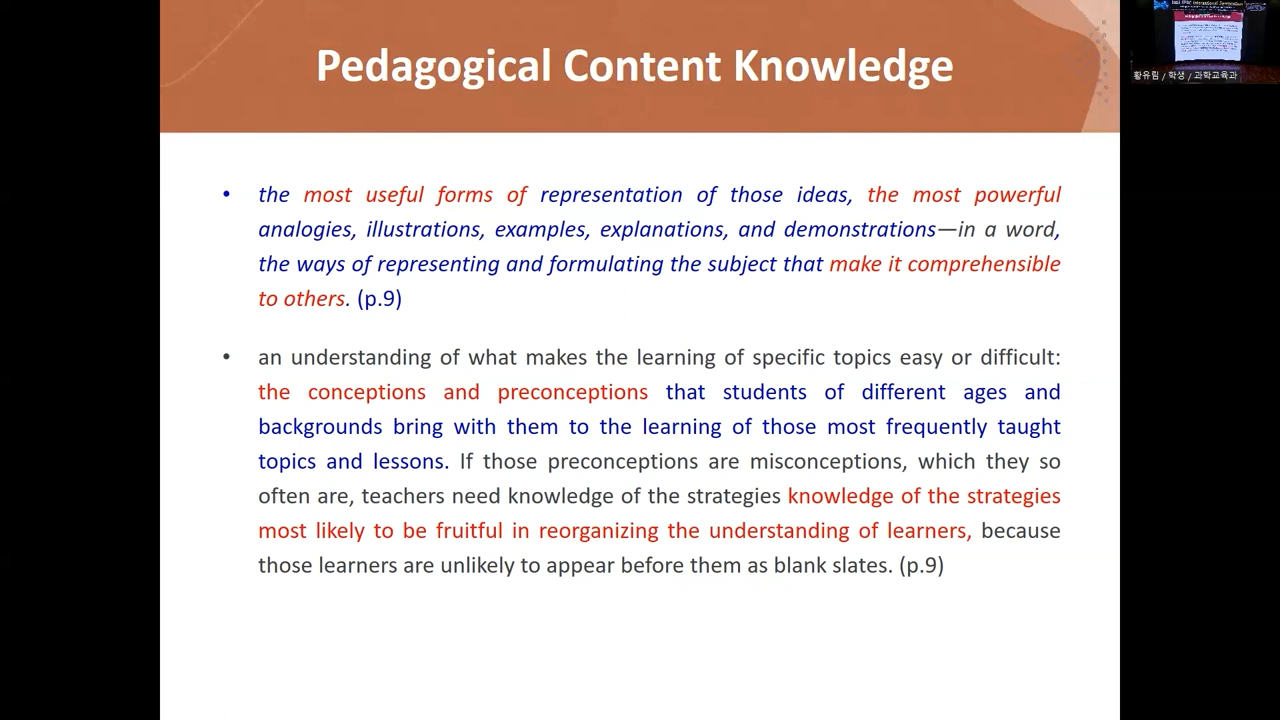 Pedagogical Content Knowledge
• the most useful forms of representation of those ideas, the most powerful
analogies, illustrations, examples, explanations, and demonstrations—in a word,
the ways of representing and formulating the subject that make it comprehensible
to others. (p.9)
• an understanding of what makes the learning of specific topics easy or difficult:
the conceptions and preconceptions that students of different ages and
backgrounds bring with them to the learning of those most frequently taught
topics and lessons. If those preconceptions are misconceptions, which they so
often are, teachers need knowledge of the strategies knowledge of the strategies
most likely to be fruitful in reorganizing the understanding of learners, because
those learners are unlikely to appear before them as blank slates. (p.9)
International Symposium
황유림 / 학생 / 과학교육과